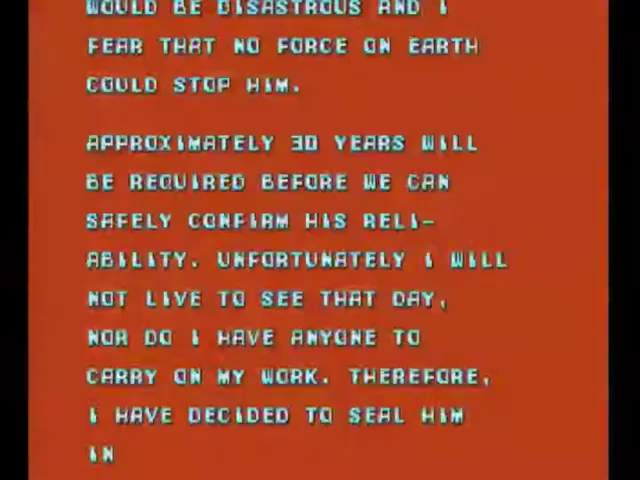 WOULD BE DISASTROUS AND I
FEAR THAT NO FORCE ON EARTH
COULD STOP HIM.
APPROXIMATELY 30 YEARS WILL
BE REQUIRED BEFORE WE CAN
SAFELY CONFIRM HIS RELI-
ABILITY. UNFORTUNATELY I WILL
NOT LIVE TO SEE THAT DAY,
NOR DO I HAVE ANYONE TO
CARRY ON MY WORK. THEREFORE,
I HAVE DECIDED TO SEAL HIM
IN